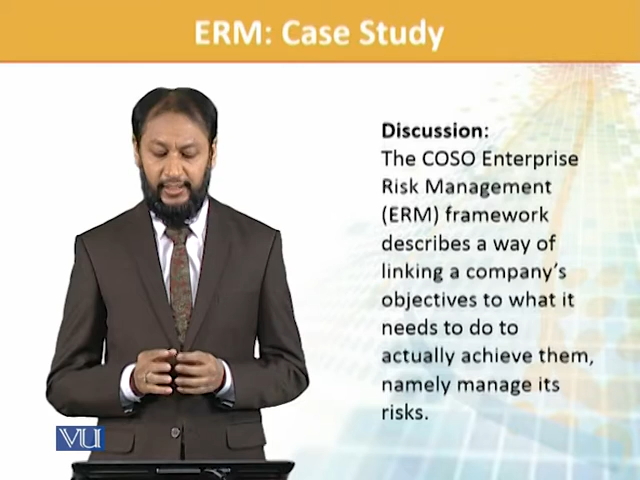 ERM: Case Study
Discussion:
The COSO Enterprise
Risk Management
(ERM) framework
describes a way of
linking a company's
objectives to what it
needs to do to
actually achieve them,
namely manage its
risks.
VU